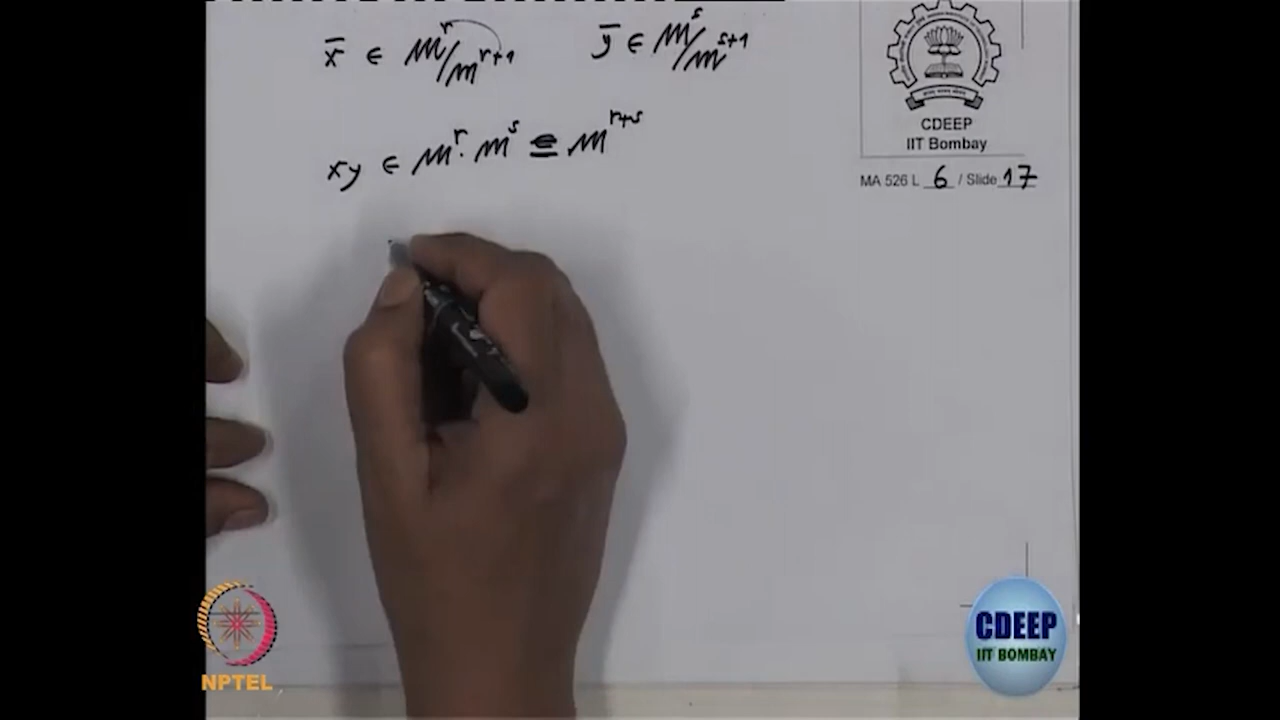 x̄ ∈ m^r/m^{r+1}   ȳ ∈ m^s/m^{s+1}
xy ∈ m^r · m^s ⊆ m^{r+s}
CDEEP
IIT Bombay
MA 526 L 6 / Slide 17
NPTEL
CDEEP
IIT BOMBAY